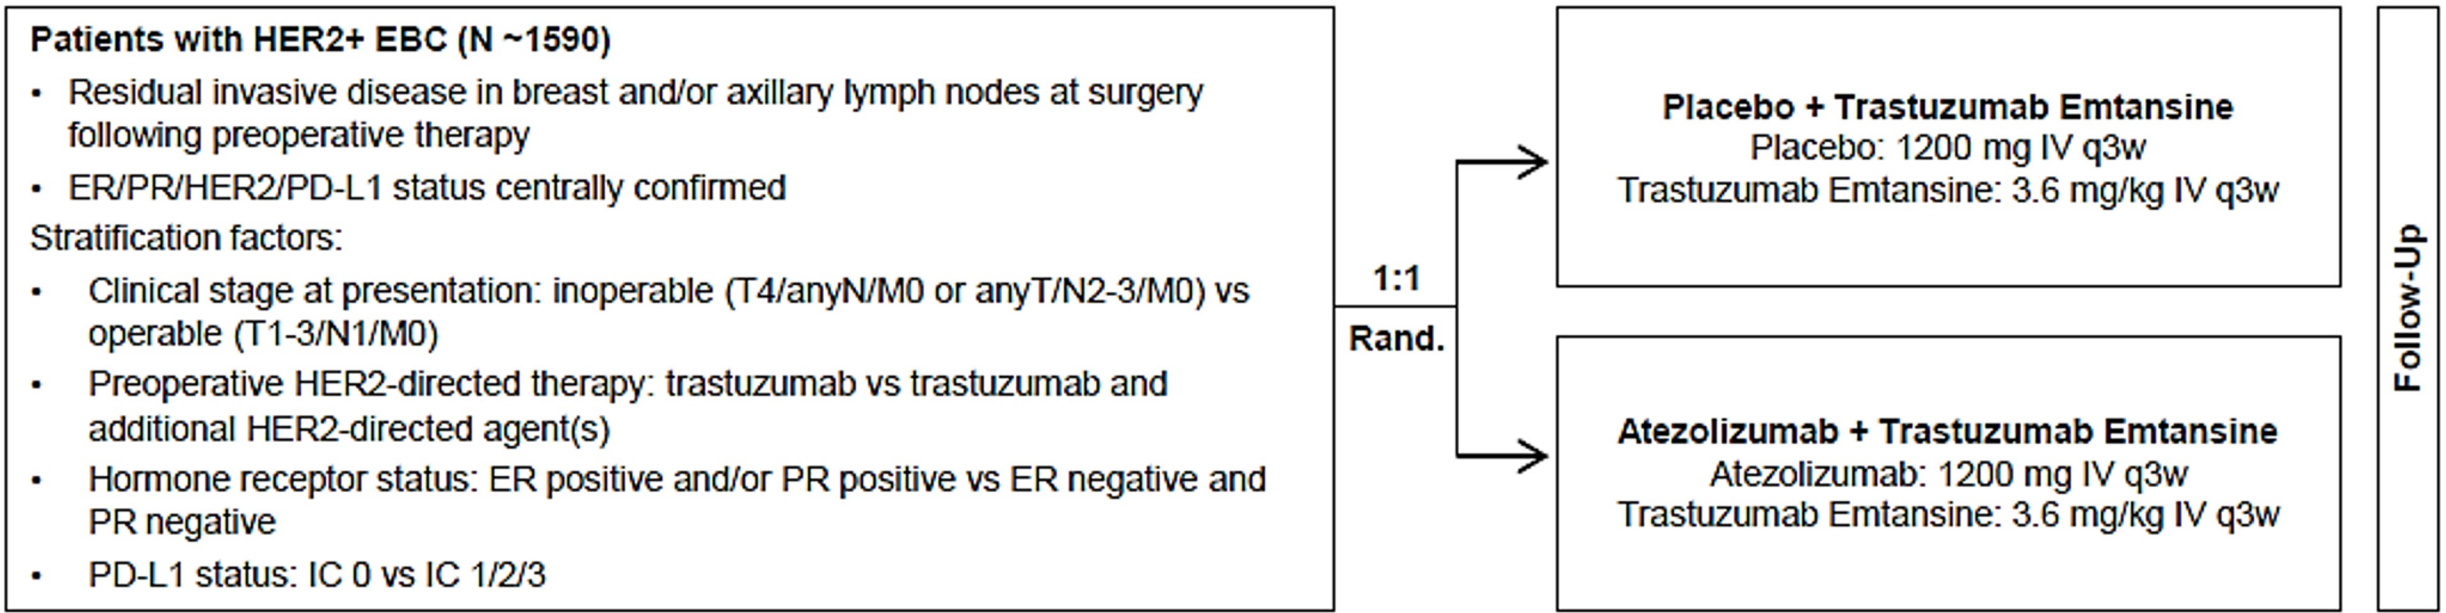 Patients with HER2+ EBC (N ~1590)
• Residual invasive disease in breast and/or axillary lymph nodes at surgery
following preoperative therapy
• ER/PR/HER2/PD-L1 status centrally confirmed
Stratification factors:
• Clinical stage at presentation: inoperable (T4/anyN/M0 or anyT/N2-3/M0) vs
operable (T1-3/N1/M0)
• Preoperative HER2-directed therapy: trastuzumab vs trastuzumab and
additional HER2-directed agent(s)
• Hormone receptor status: ER positive and/or PR positive vs ER negative and
PR negative
• PD-L1 status: IC 0 vs IC 1/2/3
1:1
Rand.
Placebo + Trastuzumab Emtansine
Placebo: 1200 mg IV q3w
Trastuzumab Emtansine: 3.6 mg/kg IV q3w
Atezolizumab + Trastuzumab Emtansine
Atezolizumab: 1200 mg IV q3w
Trastuzumab Emtansine: 3.6 mg/kg IV q3w
Follow-Up